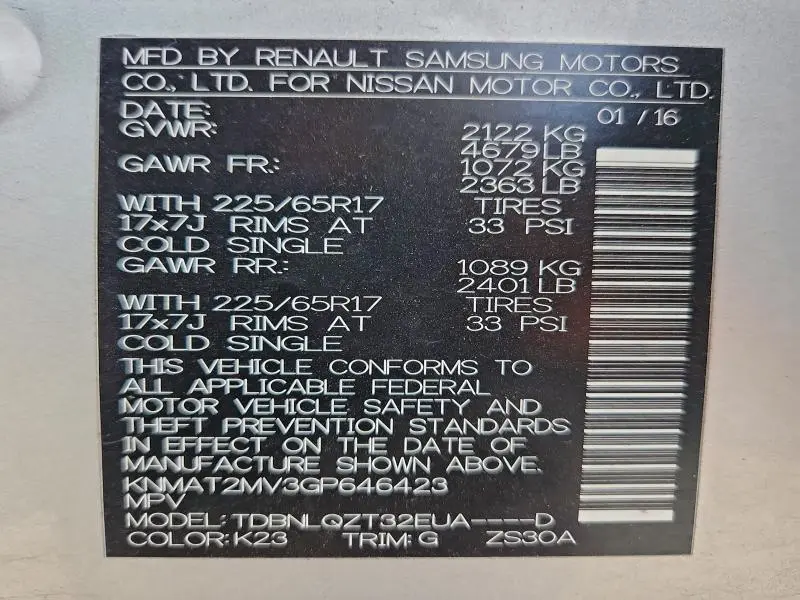 MFD BY RENAULT SAMSUNG MOTORS
CO., LTD. FOR NISSAN MOTOR CO., LTD.
DATE: 01 / 16
GVWR: 2122 KG
4679 LB
GAWR FR.: 1072 KG
2363 LB
WITH 225/65R17 TIRES
17x7J RIMS AT 33 PSI
COLD SINGLE
GAWR RR.: 1089 KG
2401 LB
WITH 225/65R17 TIRES
17x7J RIMS AT 33 PSI
COLD SINGLE
THIS VEHICLE CONFORMS TO
ALL APPLICABLE FEDERAL
MOTOR VEHICLE SAFETY AND
THEFT PREVENTION STANDARDS
IN EFFECT ON THE DATE OF
MANUFACTURE SHOWN ABOVE.
KNMAT2MV3GP646423
MPV
MODEL: TDBNLQZT32EUA----D
COLOR: K23 TRIM: G ZS30A